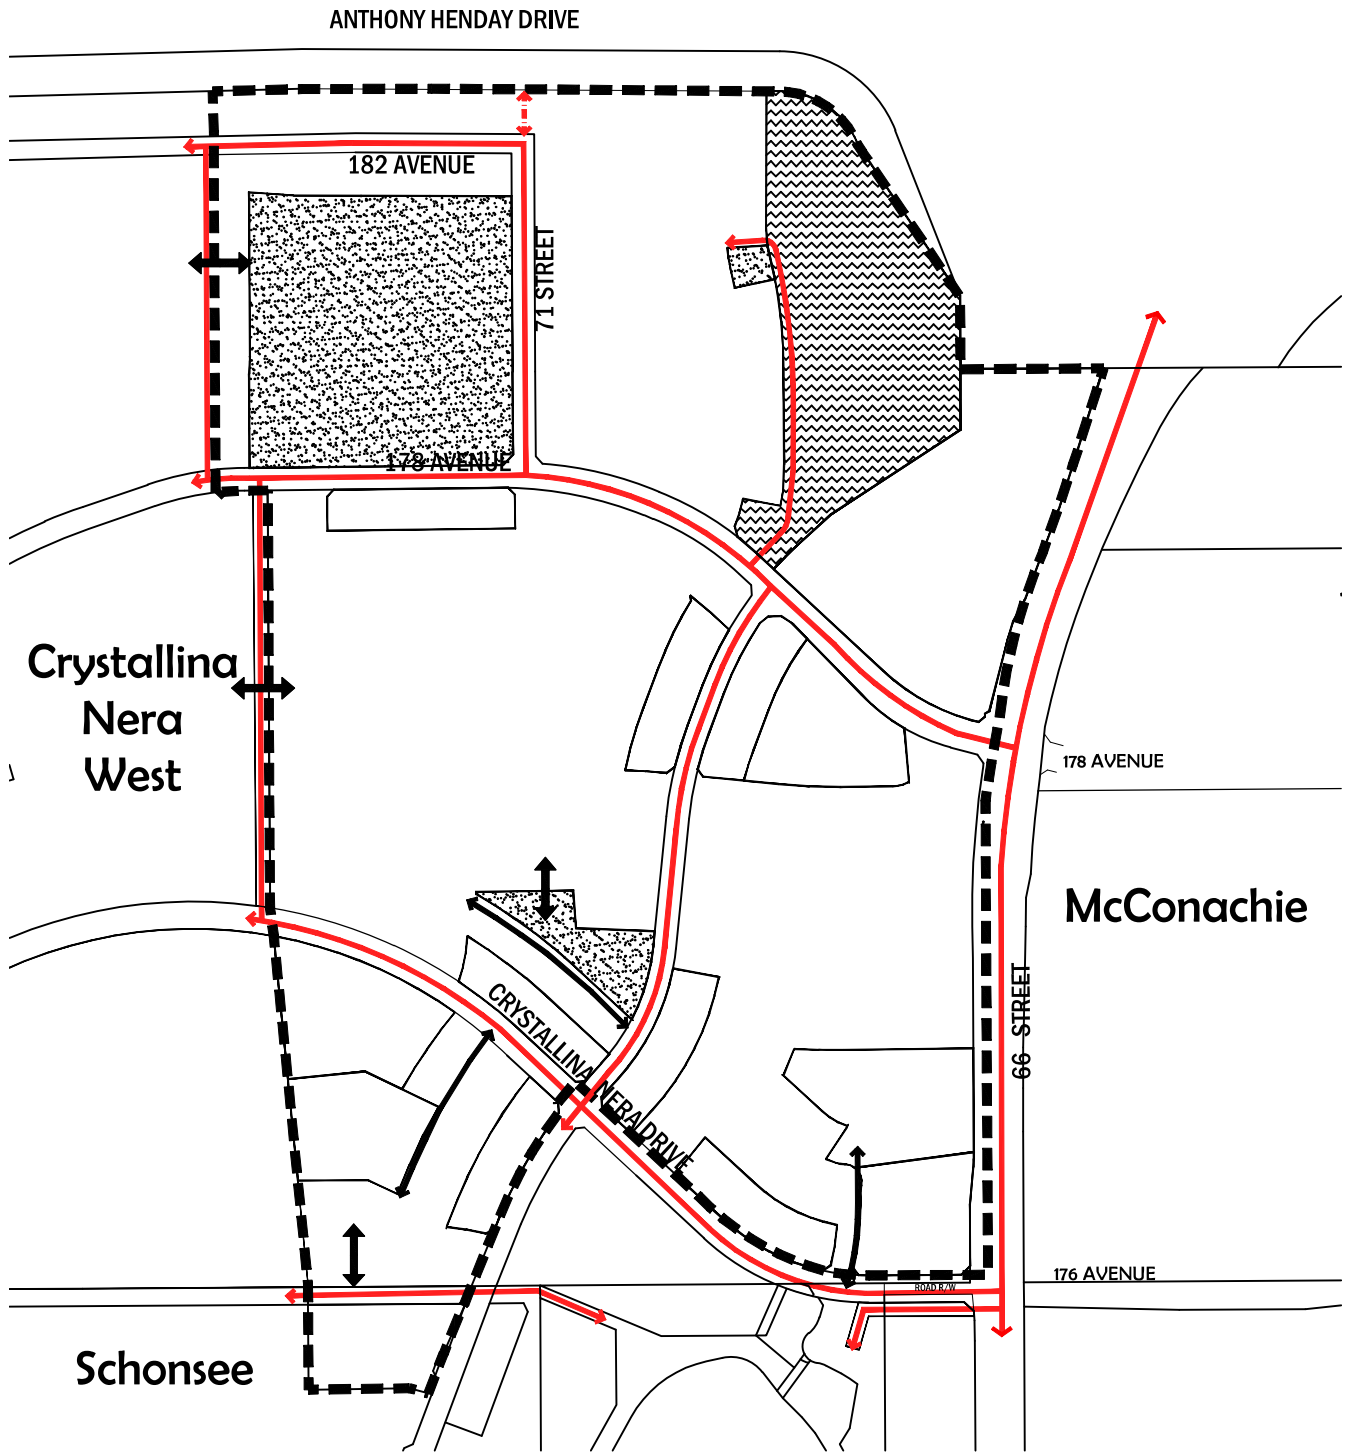 ANTHONY HENDAY DRIVE
182 AVENUE
71 STREET
178 AVENUE
Crystallina
Nera
West
178 AVENUE
McConachie
66 STREET
CRYSTALLINA NERA DRIVE
176 AVENUE
ROAD R/W
Schonsee